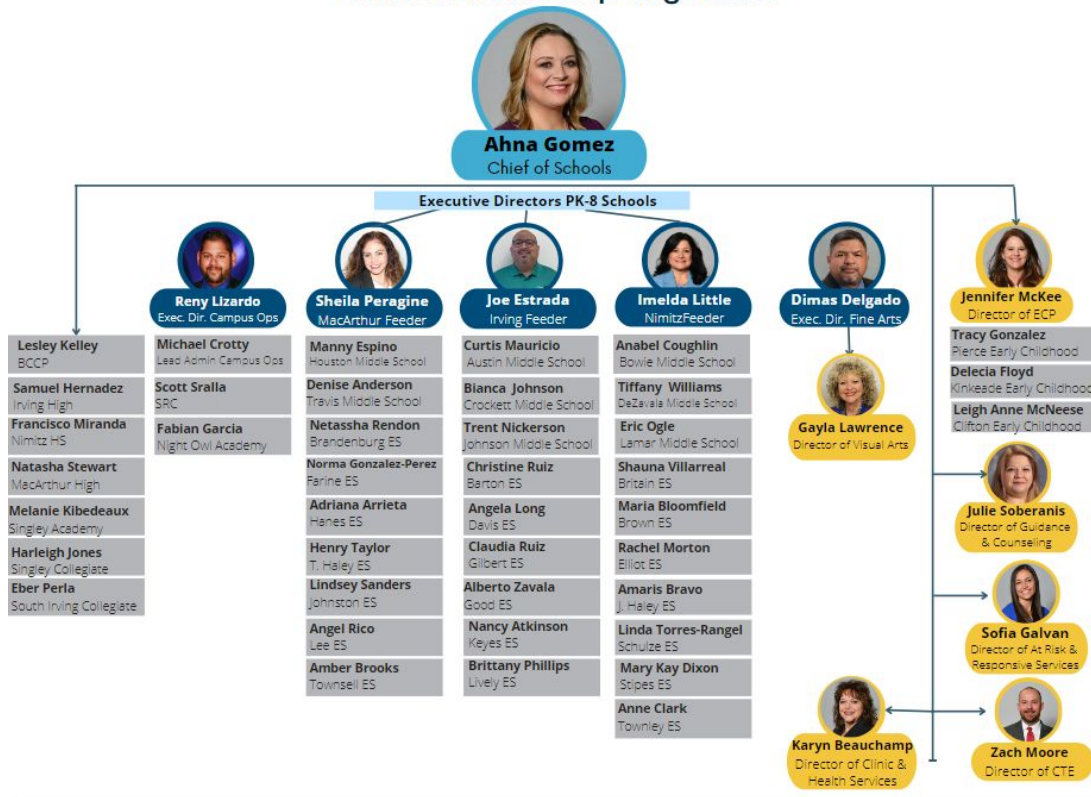 Ahna Gomez
Chief of Schools
Executive Directors PK-8 Schools
Reny Lizardo
Exec. Dir. Campus Ops
Michael Crotty
Lead Admin Campus Ops
Scott Sralla
SRC
Fabian Garcia
Night Owl Academy
Sheila Peragine
MacArthur Feeder
Manny Espino
Houston Middle School
Denise Anderson
Travis Middle School
Netassha Rendon
Brandenburg ES
Norma Gonzalez-Perez
Farine ES
Adriana Arrieta
Hanes ES
Henry Taylor
T. Haley ES
Lindsey Sanders
Johnston ES
Angel Rico
Lee ES
Amber Brooks
Townsell ES
Joe Estrada
Irving Feeder
Curtis Mauricio
Austin Middle School
Bianca Johnson
Crockett Middle School
Trent Nickerson
Johnson Middle School
Christine Ruiz
Barton ES
Angela Long
Davis ES
Claudia Ruiz
Gilbert ES
Alberto Zavala
Good ES
Nancy Atkinson
Keyes ES
Brittany Phillips
Lively ES
Imelda Little
NimitzFeeder
Anabel Coughlin
Bowie Middle School
Tiffany Williams
DeZavala Middle School
Eric Ogle
Lamar Middle School
Shauna Villarreal
Britain ES
Maria Bloomfield
Brown ES
Rachel Morton
Elliot ES
Amaris Bravo
J. Haley ES
Linda Torres-Rangel
Schulze ES
Mary Kay Dixon
Stipes ES
Anne Clark
Townley ES
Dimas Delgado
Exec. Dir. Fine Arts
Gayla Lawrence
Director of Visual Arts
Jennifer McKee
Director of ECP
Tracy Gonzalez
Pierce Early Childhood
Delecia Floyd
Kinkeade Early Childhood
Leigh Anne McNeese
Clifton Early Childhood
Lesley Kelley
BCCP
Samuel Hernadez
Irving High
Francisco Miranda
Nimitz HS
Natasha Stewart
MacArthur High
Melanie Kibedeaux
Singley Academy
Harleigh Jones
Singley Collegiate
Eber Perla
South Irving Collegiate
Julie Soberanis
Director of Guidance
& Counseling
Sofia Galvan
Director of At Risk &
Responsive Services
Karyn Beauchamp
Director of Clinic &
Health Services
Zach Moore
Director of CTE